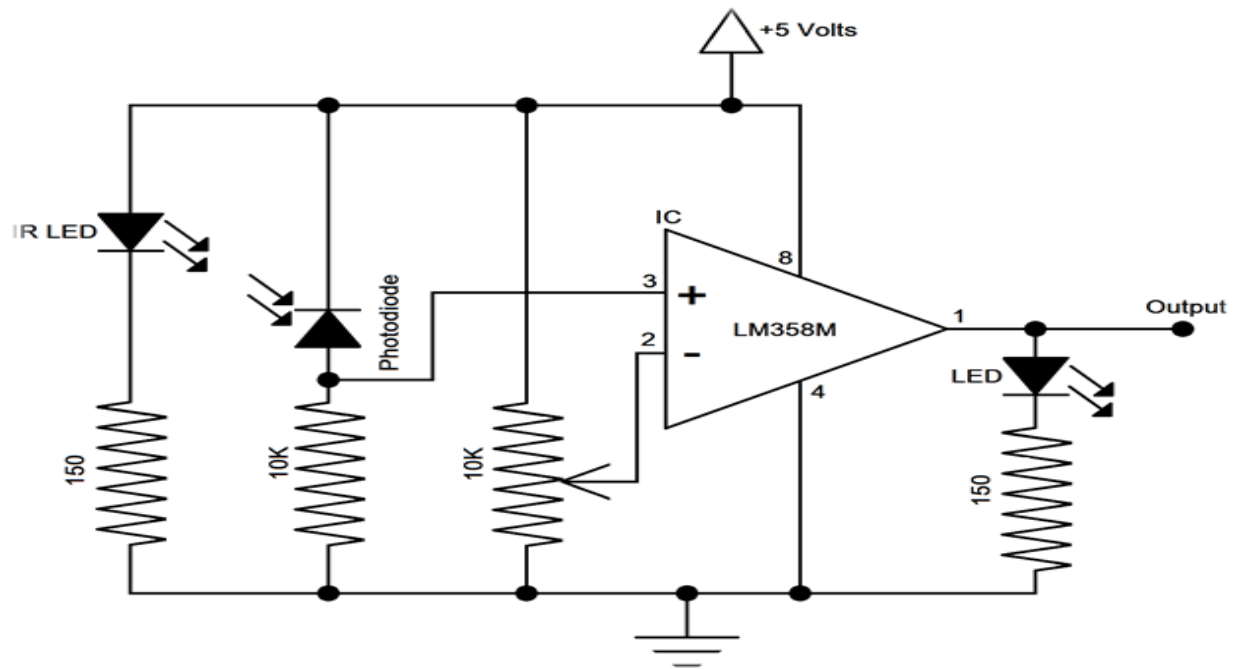 +5 Volts
IR LED
Photodiode
IC
8
3
+
LM358M
2
-
1
4
Output
LED
150
10K
10K
150